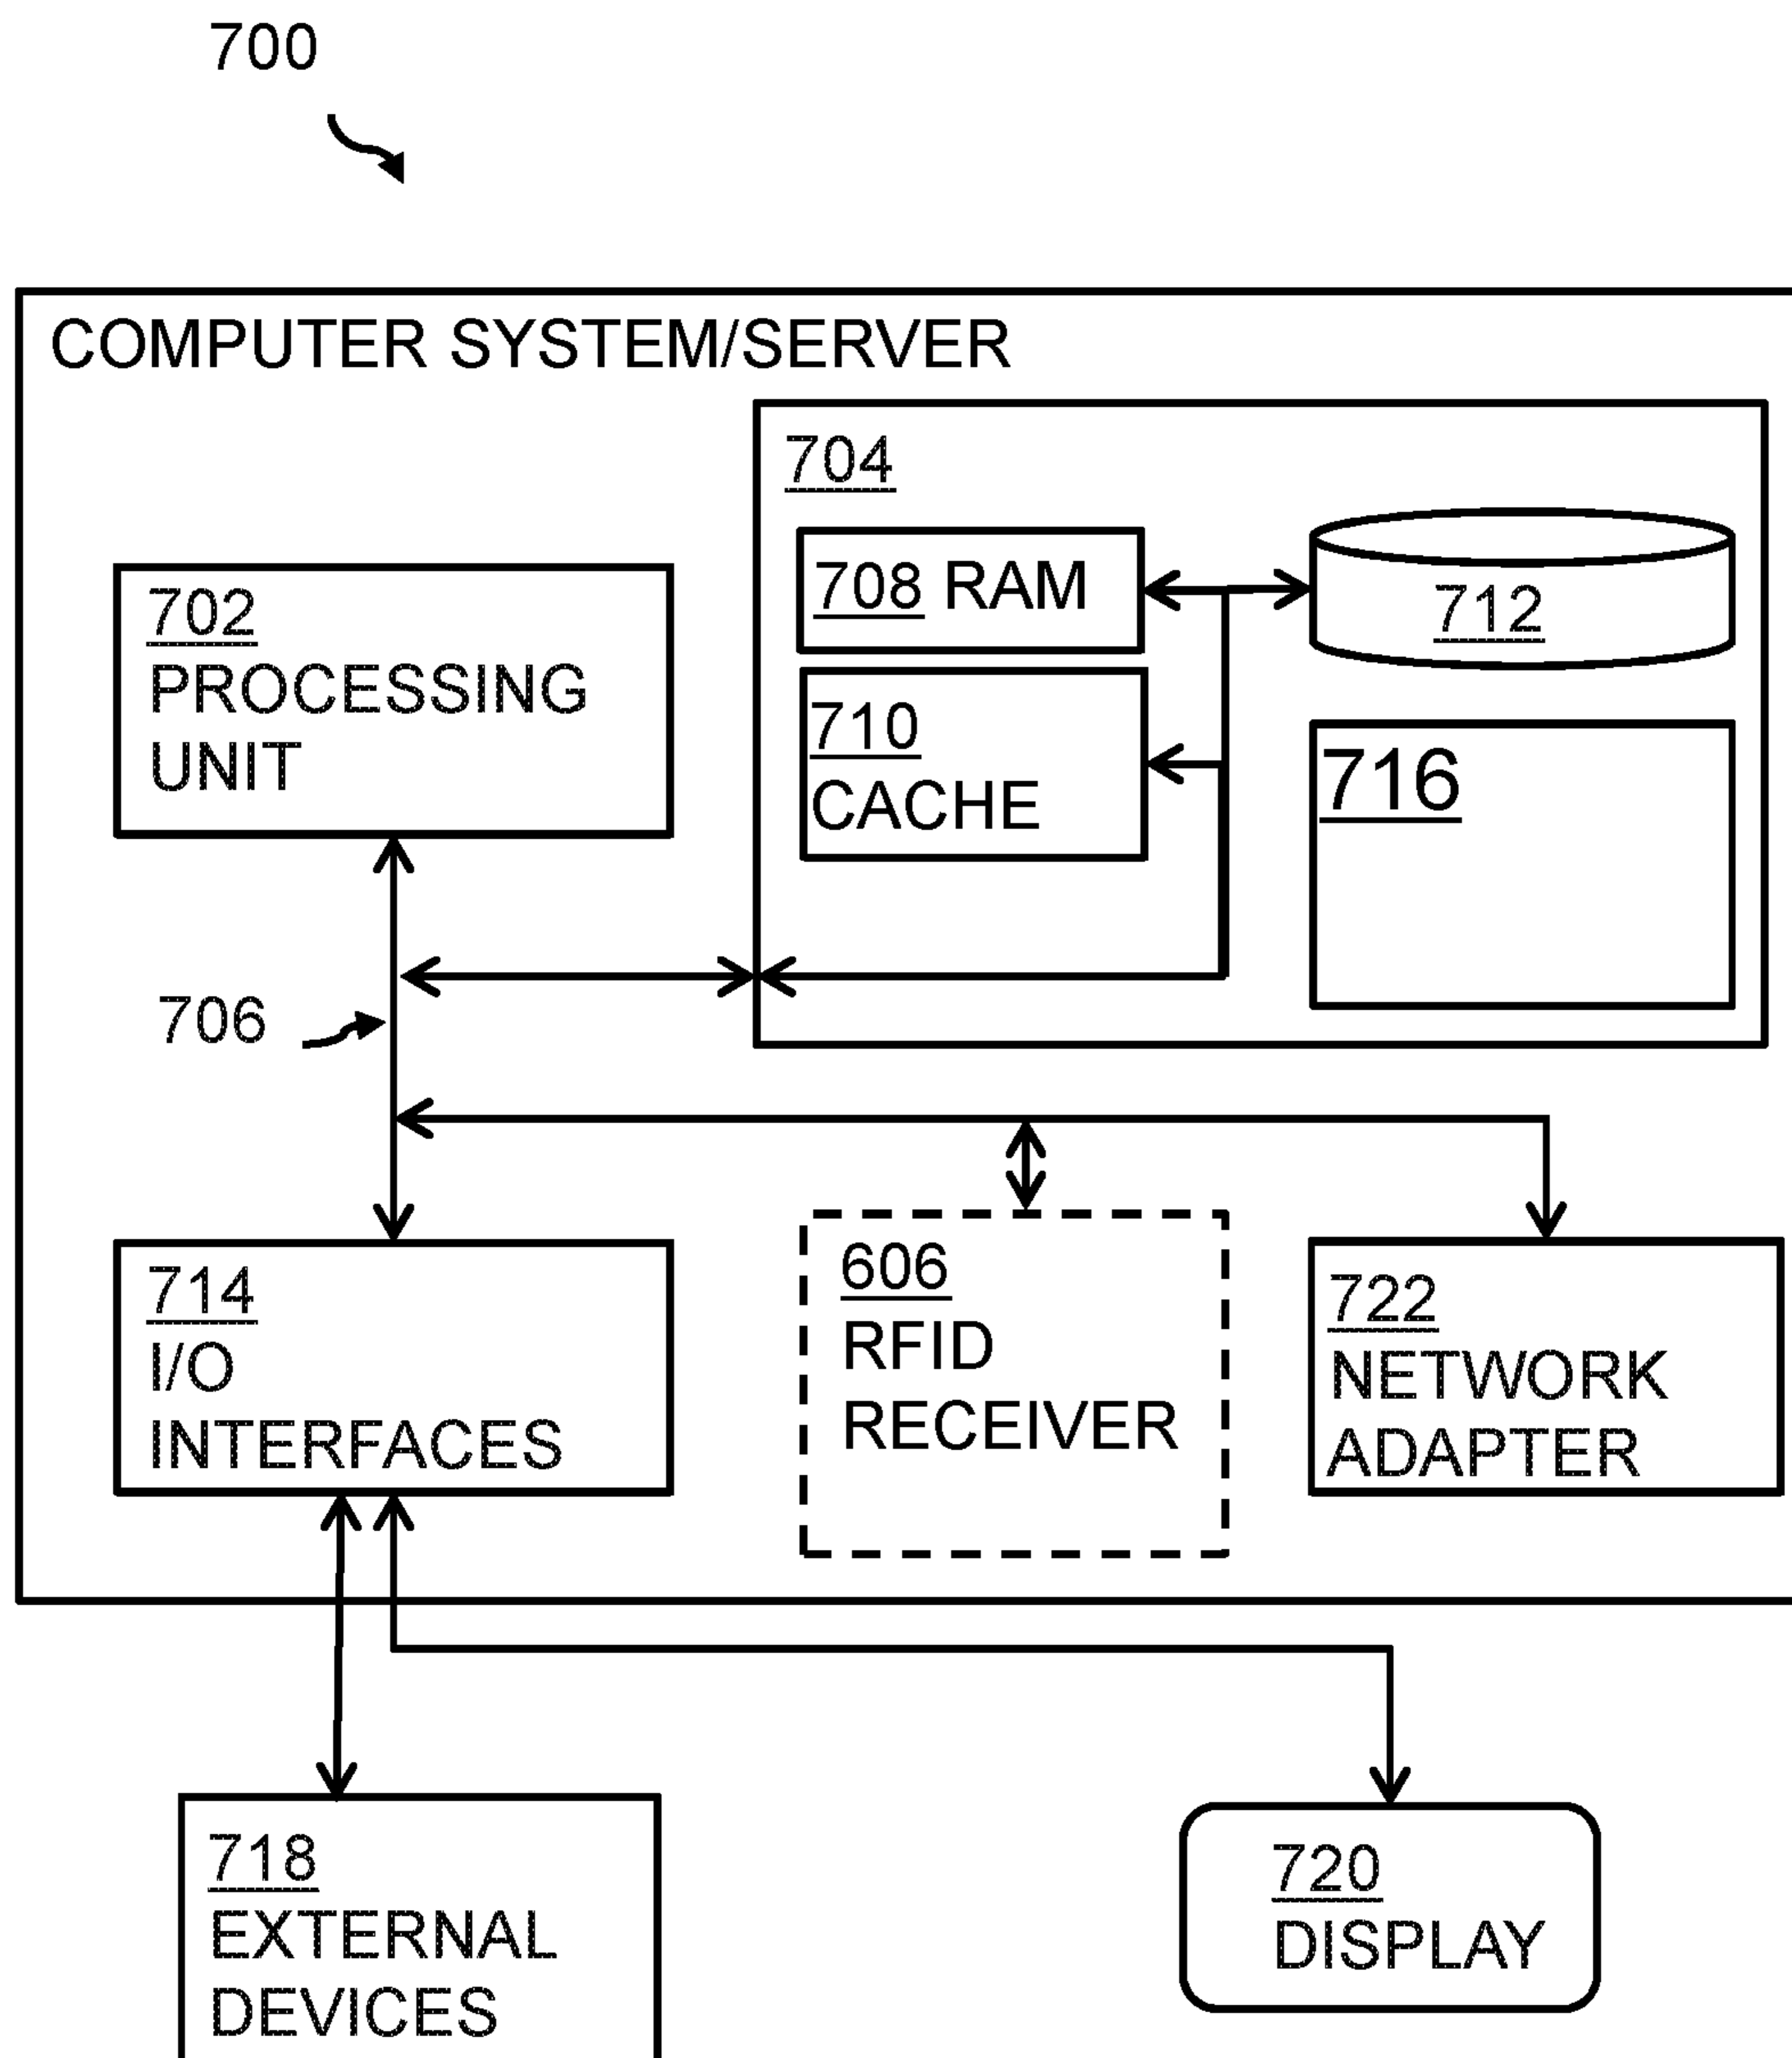 700
COMPUTER SYSTEM/SERVER
704
708 RAM
712
702
PROCESSING
UNIT
710
CACHE
716
706
714
I/O
INTERFACES
606
RFID
RECEIVER
722
NETWORK
ADAPTER
718
EXTERNAL
DEVICES
720
DISPLAY